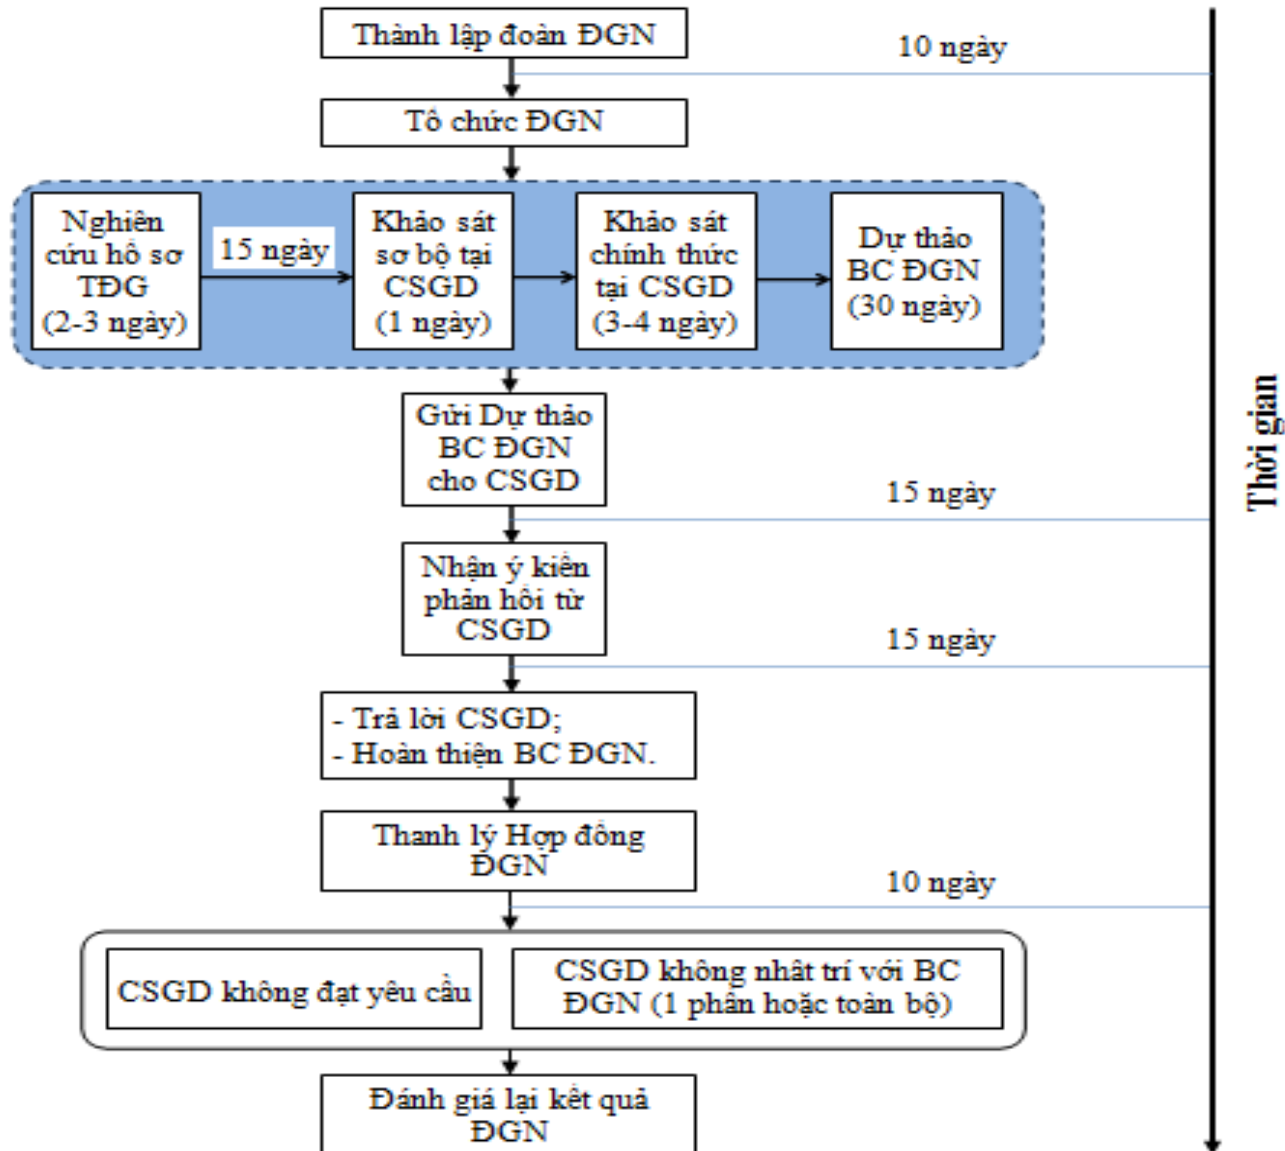 Thành lập đoàn ĐGN
10 ngày
Tổ chức ĐGN
Nghiên
cứu hồ sơ
TĐG
(2-3 ngày)
15 ngày
Khảo sát
sơ bộ tại
CSGD
(1 ngày)
Khảo sát
chính thức
tại CSGD
(3-4 ngày)
Dự thảo
BC ĐGN
(30 ngày)
Gửi Dự thảo
BC ĐGN
cho CSGD
15 ngày
Nhận ý kiến
phản hồi từ
CSGD
15 ngày
- Trả lời CSGD;
- Hoàn thiện BC ĐGN.
Thanh lý Hợp đồng
ĐGN
10 ngày
CSGD không đạt yêu cầu
CSGD không nhất trí với BC
ĐGN (1 phần hoặc toàn bộ)
Đánh giá lại kết quả
ĐGN
Thời gian